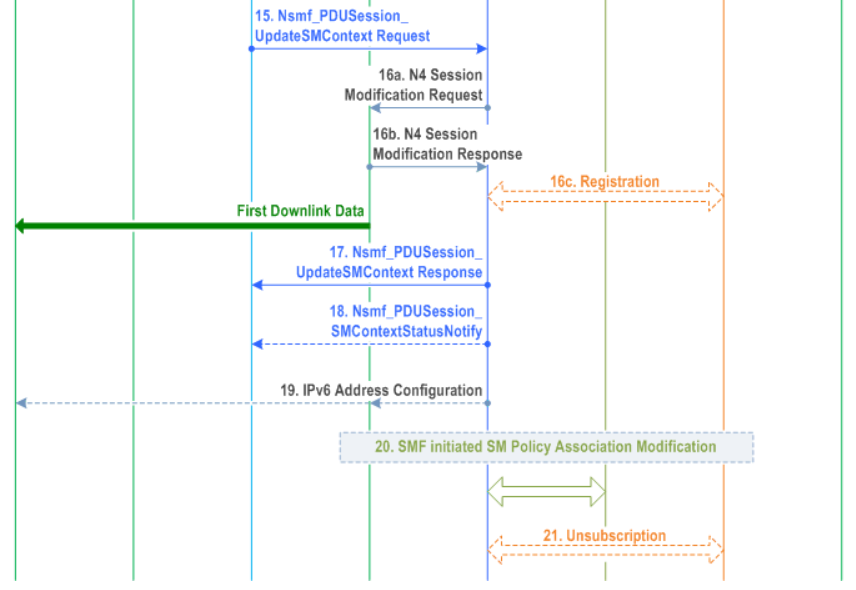 15. Nsmf_PDUSession_
UpdateSMContext Request
16a. N4 Session
Modification Request
16b. N4 Session
Modification Response
16c. Registration
First Downlink Data
17. Nsmf_PDUSession_
UpdateSMContext Response
18. Nsmf_PDUSession_
SMContextStatusNotify
19. IPv6 Address Configuration
20. SMF initiated SM Policy Association Modification
21. Unsubscription